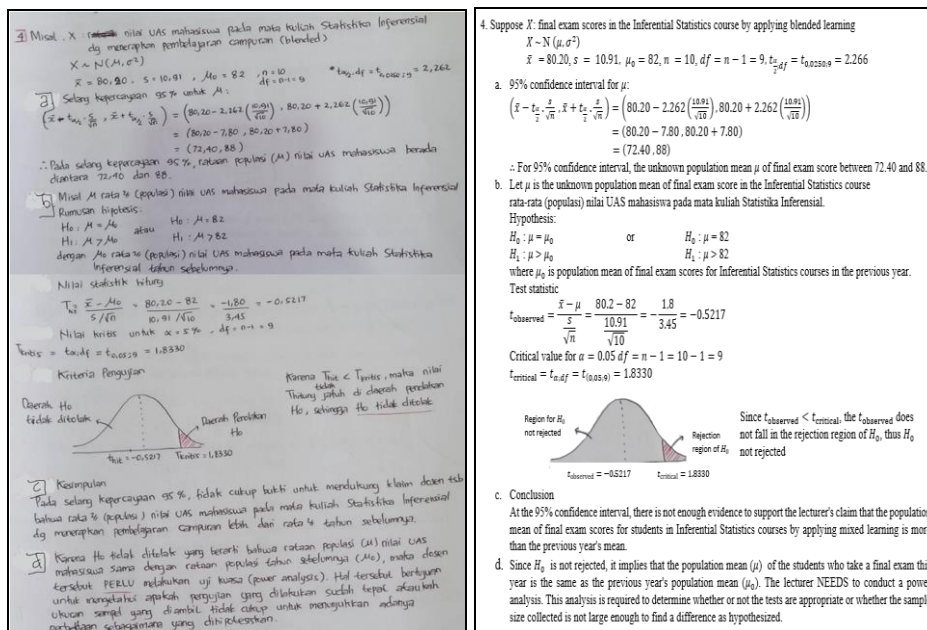 4 Misal. X : nilai UAS mahasiswa pada mata kuliah Statistika Inferensial
dg menerapkan pembelajaran campuran (blended)
X ~ N(μ, σ²)
x̄ = 80,20. S = 10,91 , μ₀ = 82 , n = 10 df = n-1 = 9 * tα/2, df = t0,0250;9 = 2,262
a Selang kepercayaan 95% untuk μ:
(x̄ - tα/2 · s/√n , x̄ + tα/2 · s/√n) = (80,20 - 2,262 (10,91/√10) , 80,20 + 2,262 (10,91/√10))
= (80,20 - 7,80 , 80,20 + 7,80)
= (72,40 , 88)
∴ Pada selang kepercayaan 95%, rataan populasi (μ) nilai UAS mahasiswa berada
diantara 72,40 dan 88.
b Misal μ rata² (populasi) nilai UAS mahasiswa pada mata kuliah Statistika Inferensial
Rumusan hipotesis:
H₀ : μ = μ₀ atau H₀ : μ = 82
H₁ : μ > μ₀ H₁ : μ > 82
dengan μ₀ rata² (populasi) nilai UAS mahasiswa pada mata kuliah Statistika
Inferensial tahun sebelumnya.
Nilai statistik hitung
= x̄ - μ₀ / s/√n = 80,20 - 82 / 10,91/√10 = -1,80 / 3,45 = -0,5217
Nilai kritis untuk α = 5%, df = n-1 = 9
Tkritis = tα;df = t0,05;9 = 1,8330
Kriteria Pengujian
Daerah H₀
tidak ditolak
Daerah Penolakan
H₀
thit = -0,5217 Tkritis = 1,8330
Karena Thit < Tkritis, maka nilai
Thitung tidak jatuh di daerah penolakan
H₀, sehingga H₀ tidak ditolak
c Kesimpulan
Pada selang kepercayaan 95%, tidak cukup bukti untuk mendukung klaim dosen tsb
bahwa rata² (populasi) nilai UAS mahasiswa pada mata kuliah Statistika Inferensial
dg menerapkan pembelajaran campuran lebih dari rata² tahun sebelumnya.
d Karena H₀ tidak ditolak yang berarti bahwa rataan populasi (μ) nilai UAS
mahasiswa sama dengan rataan populasi tahun sebelumnya (μ₀), maka dosen
tersebut PERLU melakukan uji kuasa (power analysis). Hal tersebut bertujuan
untuk mengetahui apakah pengujian yang dilakukan sudah tepat ataukah
ukuran sampel yang diambil tidak cukup untuk menunjukkan adanya
perbedaan sebagaimana yang dihipotesiskan.
4. Suppose X: final exam scores in the Inferential Statistics course by applying blended learning
X ~ N (μ, σ²)
x̄ = 80.20, s = 10.91, μ₀ = 82, n = 10, df = n − 1 = 9, tα/2,df = t0.0250;9 = 2.266
a. 95% confidence interval for μ:
(x̄ − tα/2 · s/√n , x̄ + tα/2 · s/√n) = (80.20 − 2.262 (10.91/√10), 80.20 + 2.262 (10.91/√10))
= (80.20 − 7.80 , 80.20 + 7.80)
= (72.40 , 88)
∴ For 95% confidence interval, the unknown population mean μ of final exam score between 72.40 and 88.
b. Let μ is the unknown population mean of final exam score in the Inferential Statistics course
rata-rata (populasi) nilai UAS mahasiswa pada mata kuliah Statistika Inferensial.
Hypothesis:
H₀ : μ = μ₀ or H₀ : μ = 82
H₁ : μ > μ₀ H₁ : μ > 82
where μ₀ is population mean of final exam scores for Inferential Statistics courses in the previous year.
Test statistic
tobserved = x̄ − μ / s/√n = 80.2 − 82 / 10.91/√10 = − 1.8/3.45 = −0.5217
Critical value for α = 0.05 df = n − 1 = 10 − 1 = 9
tcritical = tα,df = t(0.05;9) = 1.8330
Region for H₀
not rejected
Rejection
region of H₀
tobserved = −0.5217 tcritical = 1.8330
Since tobserved < tcritical, the tobserved does
not fall in the rejection region of H₀, thus H₀
not rejected
c. Conclusion
At the 95% confidence interval, there is not enough evidence to support the lecturer's claim that the populatio
mean of final exam scores for students in Inferential Statistics courses by applying mixed learning is mor
than the previous year's mean.
d. Since H₀ is not rejected, it implies that the population mean (μ) of the students who take a final exam thi
year is the same as the previous year's population mean (μ₀). The lecturer NEEDS to conduct a powe
analysis. This analysis is required to determine whether or not the tests are appropriate or whether the sampl
size collected is not large enough to find a difference as hypothesized.